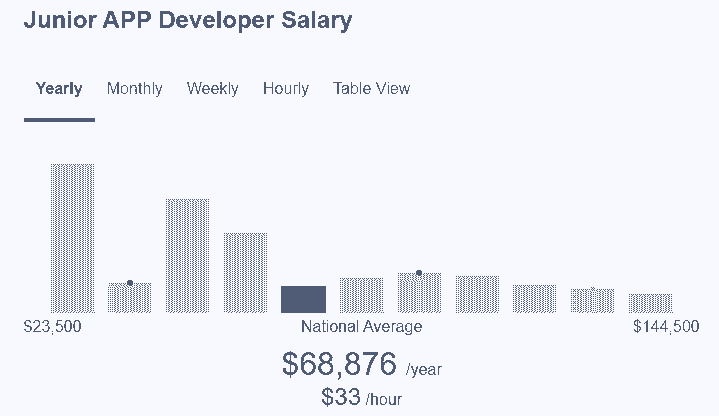 Junior APP Developer Salary
Yearly Monthly Weekly Hourly Table View
$23,500 National Average $144,500
$68,876 /year
$33 /hour